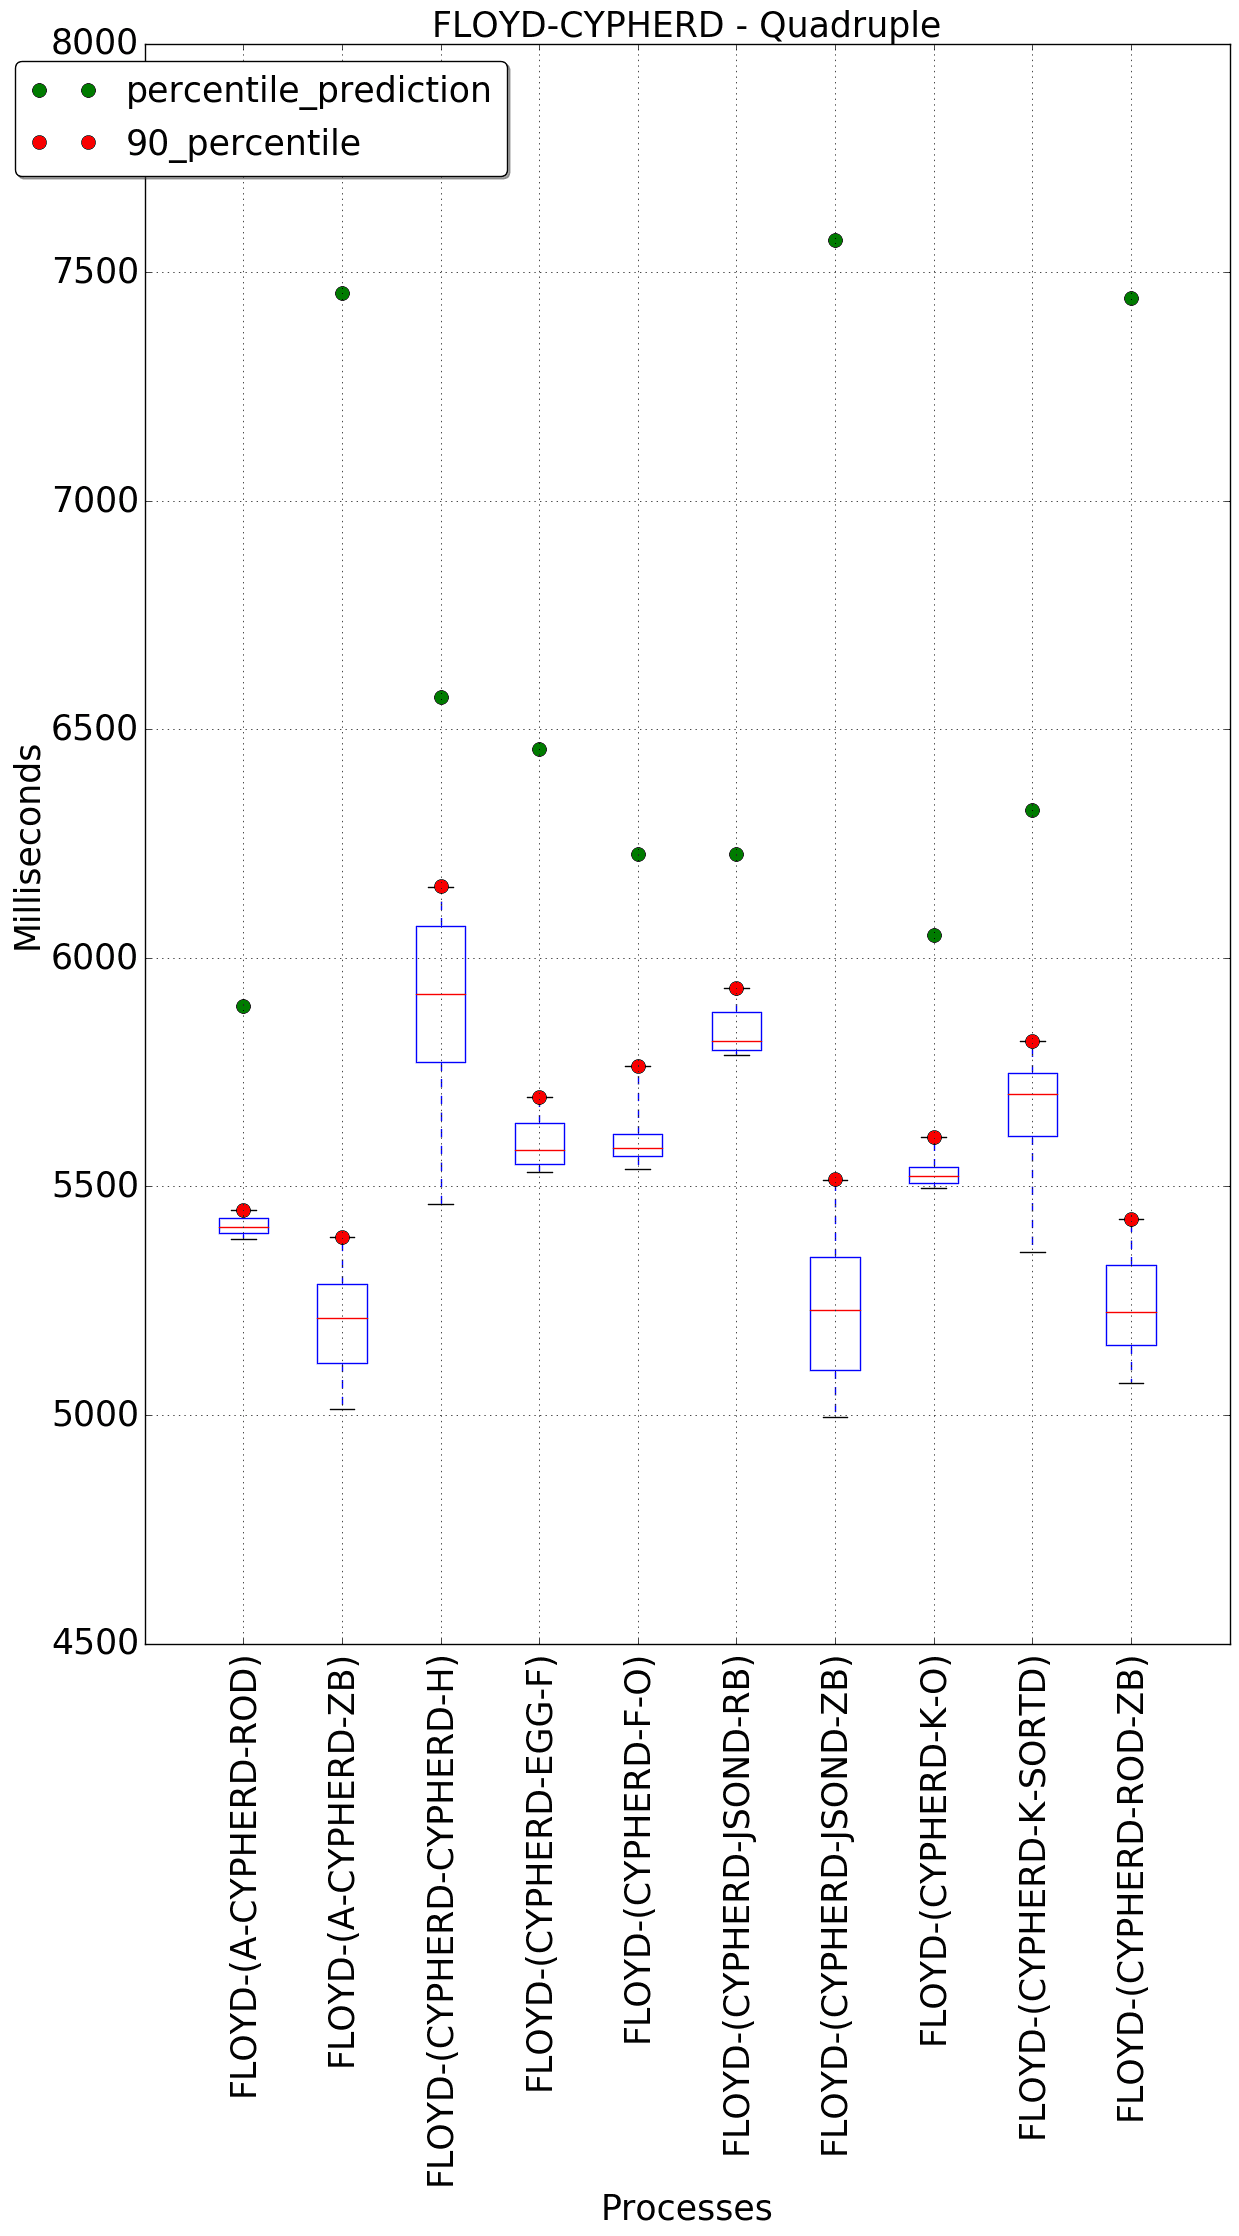 FLOYD-CYPHERD - Quadruple
percentile_prediction
90_percentile
8000
7500
7000
6500
6000
5500
5000
4500
Milliseconds
FLOYD-(A-CYPHERD-ROD)
FLOYD-(A-CYPHERD-ZB)
FLOYD-(CYPHERD-CYPHERD-H)
FLOYD-(CYPHERD-EGG-F)
FLOYD-(CYPHERD-F-O)
FLOYD-(CYPHERD-JSOND-RB)
FLOYD-(CYPHERD-JSOND-ZB)
FLOYD-(CYPHERD-K-O)
FLOYD-(CYPHERD-K-SORTD)
FLOYD-(CYPHERD-ROD-ZB)
Processes